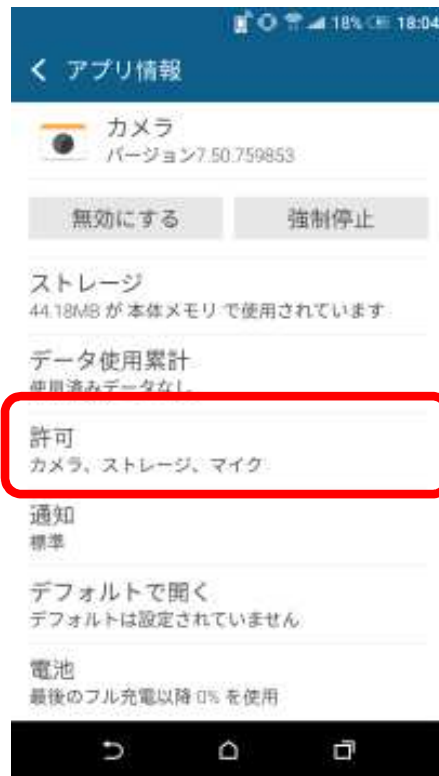 18% 18:04
アプリ情報
カメラ
バージョン7.50.759853
無効にする 強制停止
ストレージ
44.18MB が 本体メモリ で使用されています
データ使用累計
使用済みデータなし
許可
カメラ、ストレージ、マイク
通知
標準
デフォルトで開く
デフォルトは設定されていません
電池
最後のフル充電以降 0% を使用